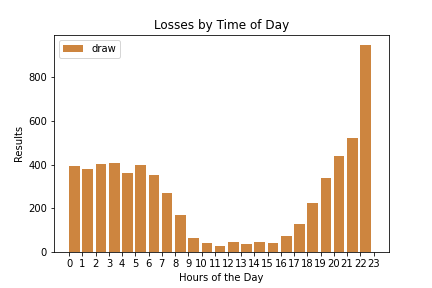 Losses by Time of Day
draw
Results
800
600
400
200
0
0 1 2 3 4 5 6 7 8 9 10 11 12 13 14 15 16 17 18 19 20 21 22 23
Hours of the Day